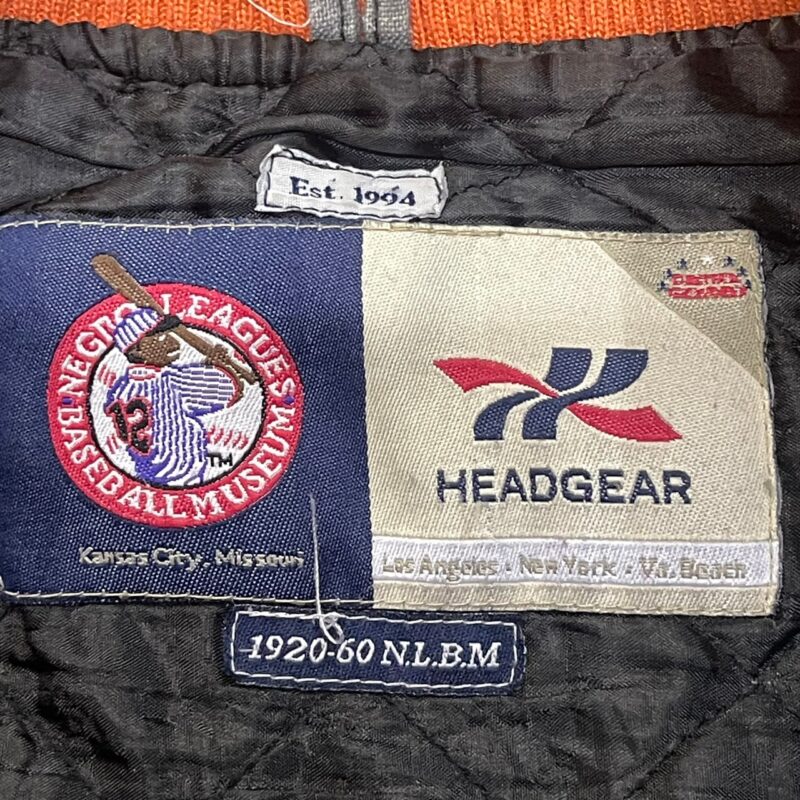 Est. 1994
NEGRO LEAGUES
BASEBALL MUSEUM
12
TM
Kansas City, Missouri
HEADGEAR
Los Angeles · New York · Va. Beach
1920-60 N.L.B.M